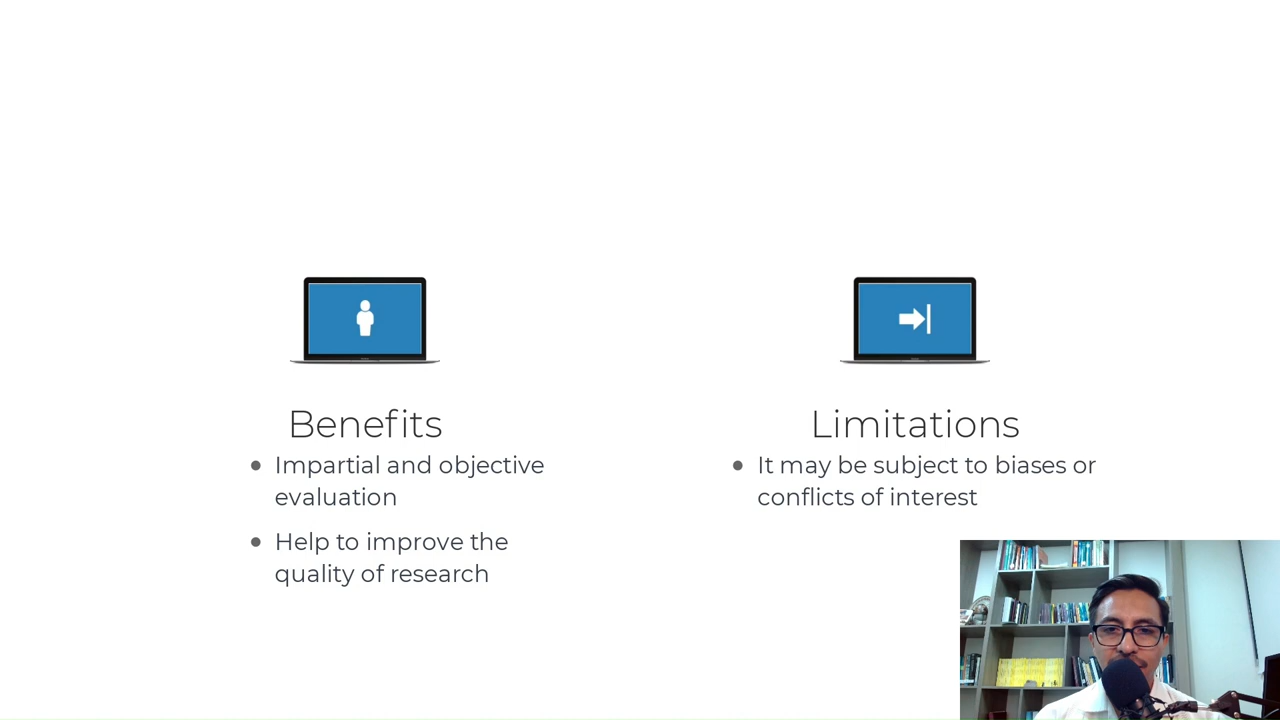 Benefits
Impartial and objective
evaluation
Help to improve the
quality of research
Limitations
It may be subject to biases or
conflicts of interest